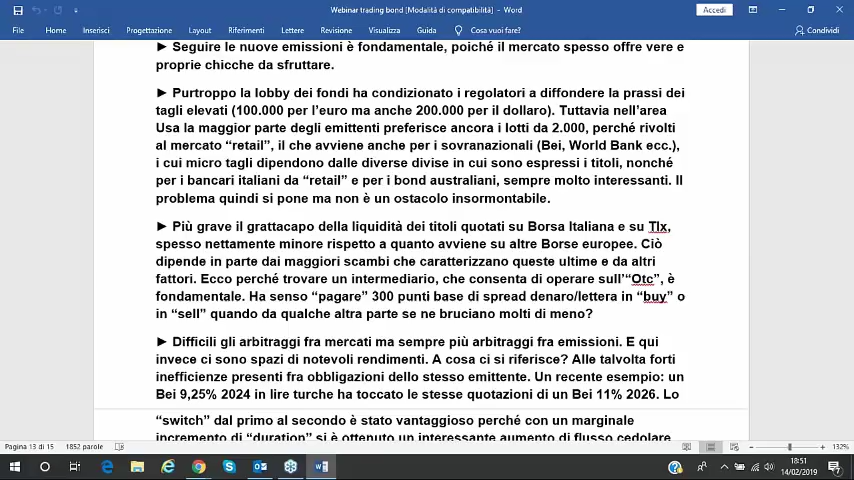 Webinar trading bond [Modalità di compatibilità] - Word
Accedi
File Home Inserisci Progettazione Layout Riferimenti Lettere Revisione Visualizza Guida Cosa vuoi fare? Condividi
► Seguire le nuove emissioni è fondamentale, poiché il mercato spesso offre vere e
proprie chicche da sfruttare.
► Purtroppo la lobby dei fondi ha condizionato i regolatori a diffondere la prassi dei
tagli elevati (100.000 per l’euro ma anche 200.000 per il dollaro). Tuttavia nell’area
Usa la maggior parte degli emittenti preferisce ancora i lotti da 2.000, perché rivolti
al mercato “retail”, il che avviene anche per i sovranazionali (Bei, World Bank ecc.),
i cui micro tagli dipendono dalle diverse divise in cui sono espressi i titoli, nonché
per i bancari italiani da “retail” e per i bond australiani, sempre molto interessanti. Il
problema quindi si pone ma non è un ostacolo insormontabile.
► Più grave il grattacapo della liquidità dei titoli quotati su Borsa Italiana e su Tlx,
spesso nettamente minore rispetto a quanto avviene su altre Borse europee. Ciò
dipende in parte dai maggiori scambi che caratterizzano queste ultime e da altri
fattori. Ecco perché trovare un intermediario, che consenta di operare sull’“Otc”, è
fondamentale. Ha senso “pagare” 300 punti base di spread denaro/lettera in “buy” o
in “sell” quando da qualche altra parte se ne bruciano molti di meno?
► Difficili gli arbitraggi fra mercati ma sempre più arbitraggi fra emissioni. E qui
invece ci sono spazi di notevoli rendimenti. A cosa ci si riferisce? Alle talvolta forti
inefficienze presenti fra obbligazioni dello stesso emittente. Un recente esempio: un
Bei 9,25% 2024 in lire turche ha toccato le stesse quotazioni di un Bei 11% 2026. Lo
“switch” dal primo al secondo è stato vantaggioso perché con un marginale
incremento di “duration” si è ottenuto un interessante aumento di flusso cedolare
Pagina 13 di 15 1852 parole 132%
18:51
14/02/2019